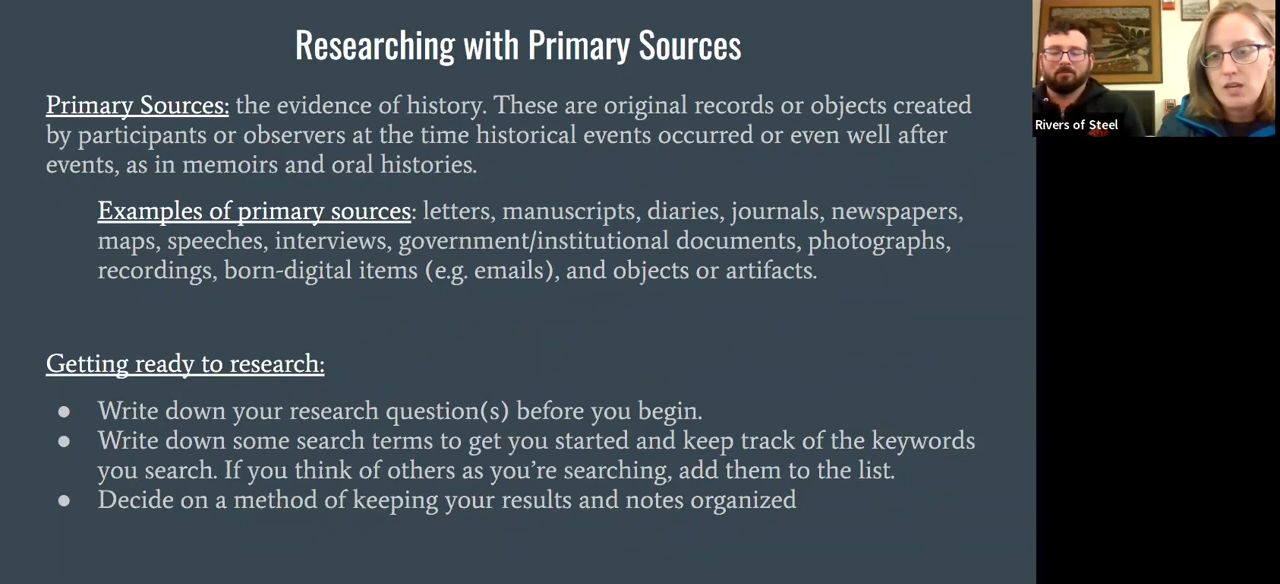 Researching with Primary Sources
Primary Sources: the evidence of history. These are original records or objects created
by participants or observers at the time historical events occurred or even well after
events, as in memoirs and oral histories.
Examples of primary sources: letters, manuscripts, diaries, journals, newspapers,
maps, speeches, interviews, government/institutional documents, photographs,
recordings, born-digital items (e.g. emails), and objects or artifacts.
Getting ready to research:
● Write down your research question(s) before you begin.
● Write down some search terms to get you started and keep track of the keywords
you search. If you think of others as you’re searching, add them to the list.
● Decide on a method of keeping your results and notes organized
Rivers of Steel